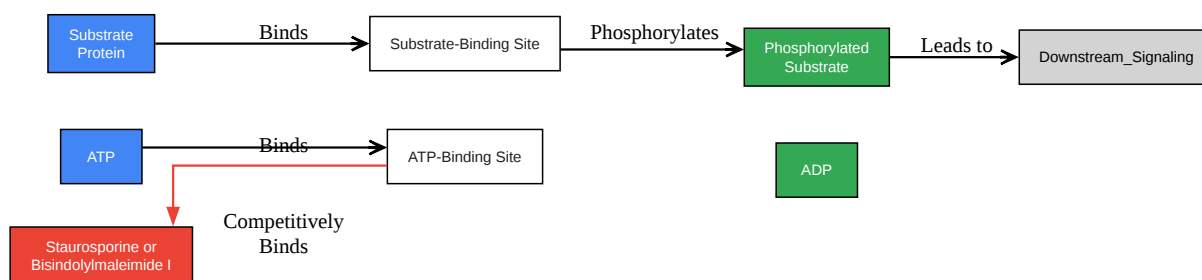 Substrate
Protein
Binds
Substrate-Binding Site
Phosphorylates
Phosphorylated
Substrate
Leads to
Downstream_Signaling
ATP
Binds
ATP-Binding Site
ADP
Competitively
Binds
Staurosporine or
Bisindolylmaleimide I